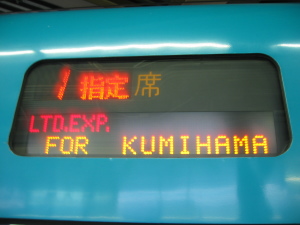 1 指定席
LTD.EXP.
FOR KUMIHAMA